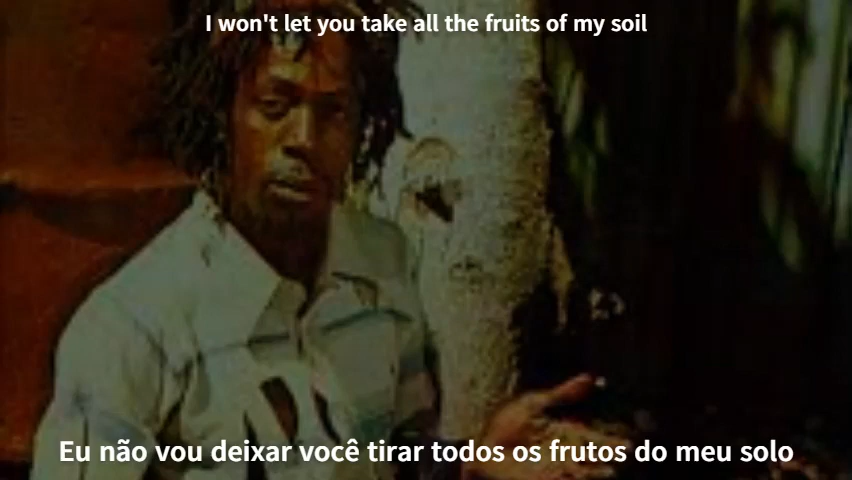 I won't let you take all the fruits of my soil
Eu não vou deixar você tirar todos os frutos do meu solo